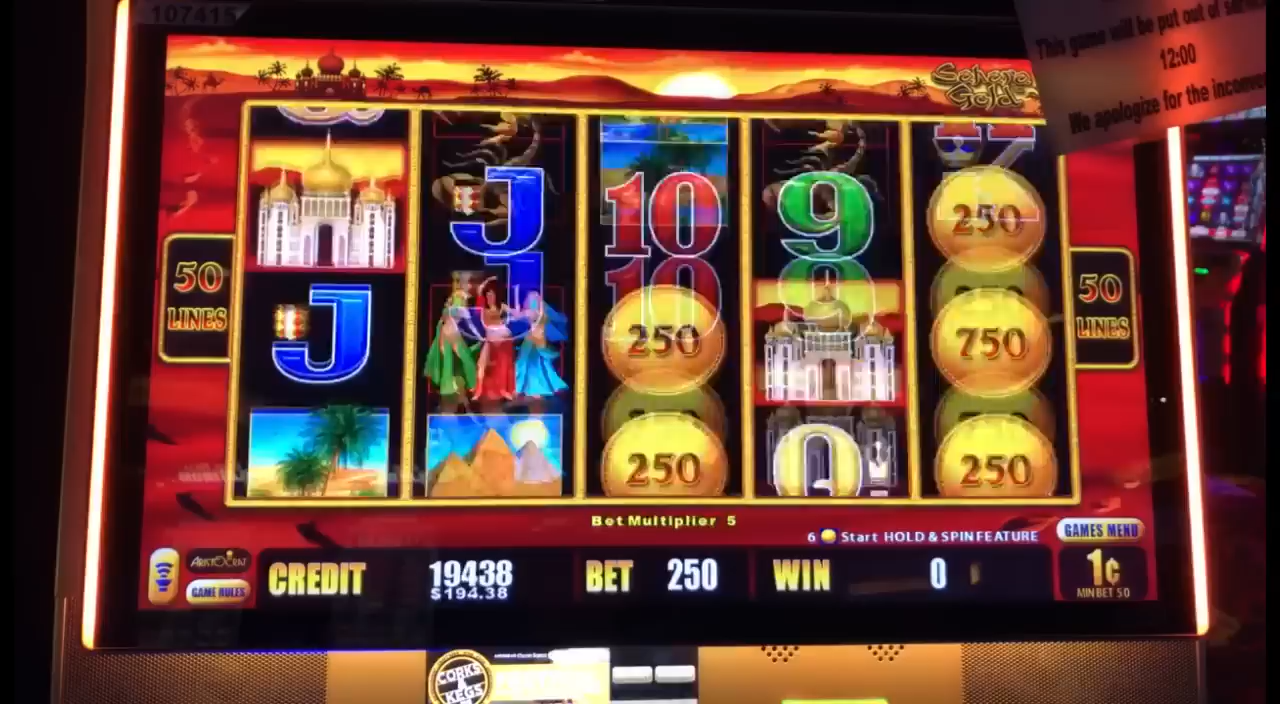 107415
This game will be put out of
12:00
We apologize for the
Sahara
Gold
250
J
10
9
10
9
50
LINES
50
LINES
J
250
750
250
Q
250
Bet Multiplier 5
6 Start HOLD & SPIN FEATURE
GAMES MENU
ARISTOCRAT
GAME RULES
CREDIT
19438
$194.38
BET 250
WIN 0
1¢
MIN BET 50
CORKS
&
KEGS